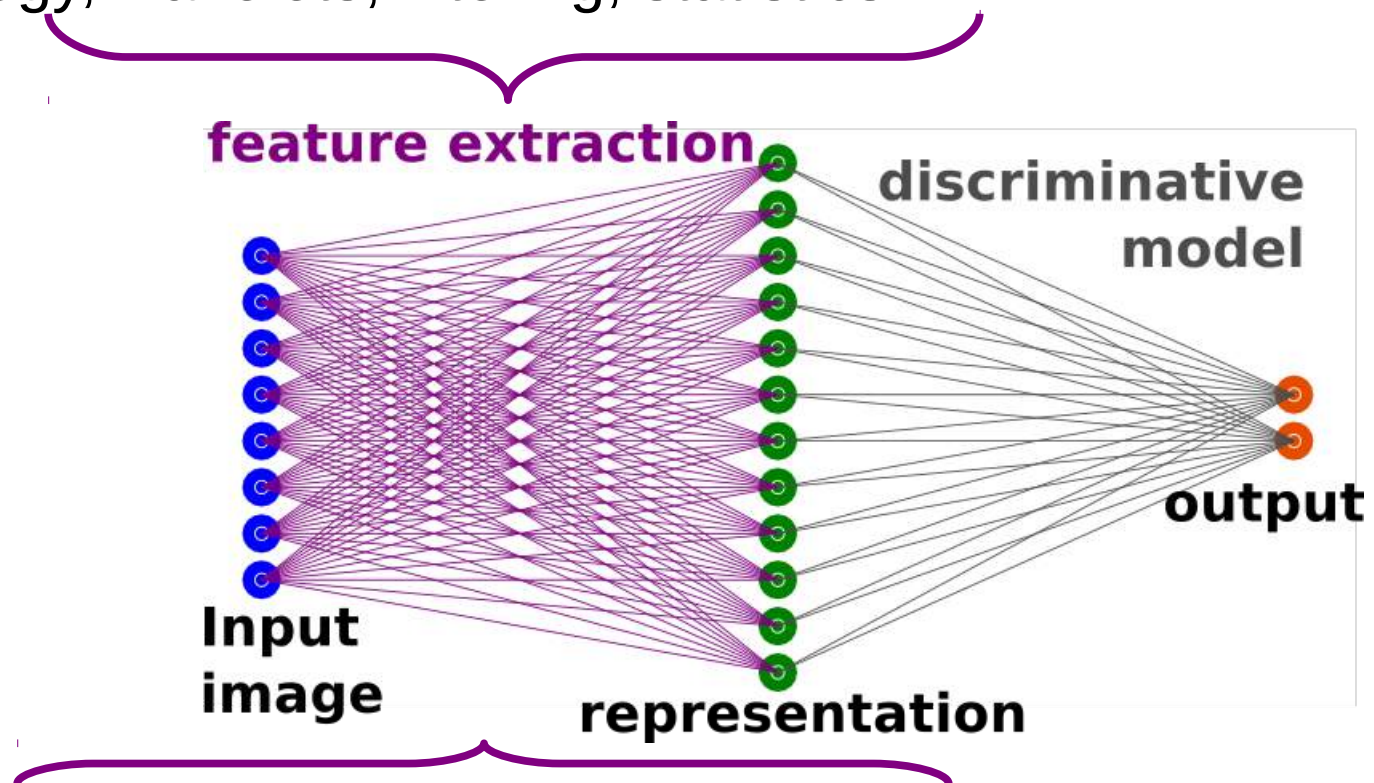 feature extraction
discriminative
model
output
Input
image
representation